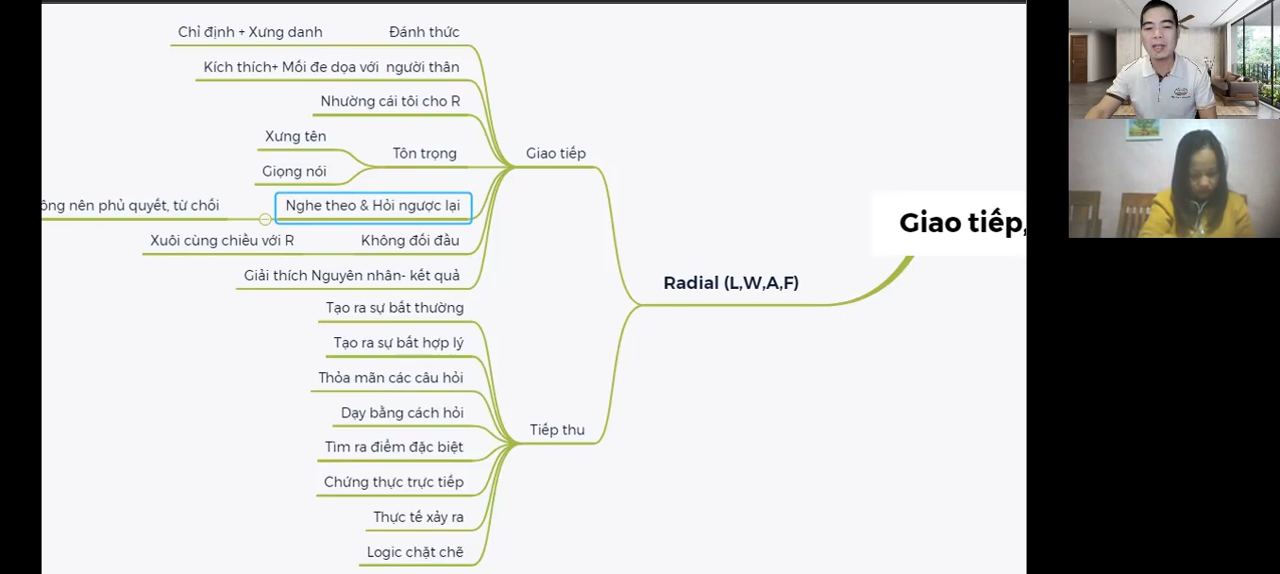 Chỉ định + Xưng danh
Đánh thức
Kích thích+ Mối đe dọa với người thân
Nhường cái tôi cho R
Xưng tên
Tôn trọng
Giọng nói
Giao tiếp
nên phủ quyết, từ chối
Nghe theo & Hỏi ngược lại
Xuôi cùng chiều với R
Không đối đầu
Giải thích Nguyên nhân- kết quả
Giao tiếp,
Radial (L,W,A,F)
Tạo ra sự bất thường
Tạo ra sự bất hợp lý
Thỏa mãn các câu hỏi
Dạy bằng cách hỏi
Tiếp thu
Tìm ra điểm đặc biệt
Chứng thực trực tiếp
Thực tế xảy ra
Logic chặt chẽ